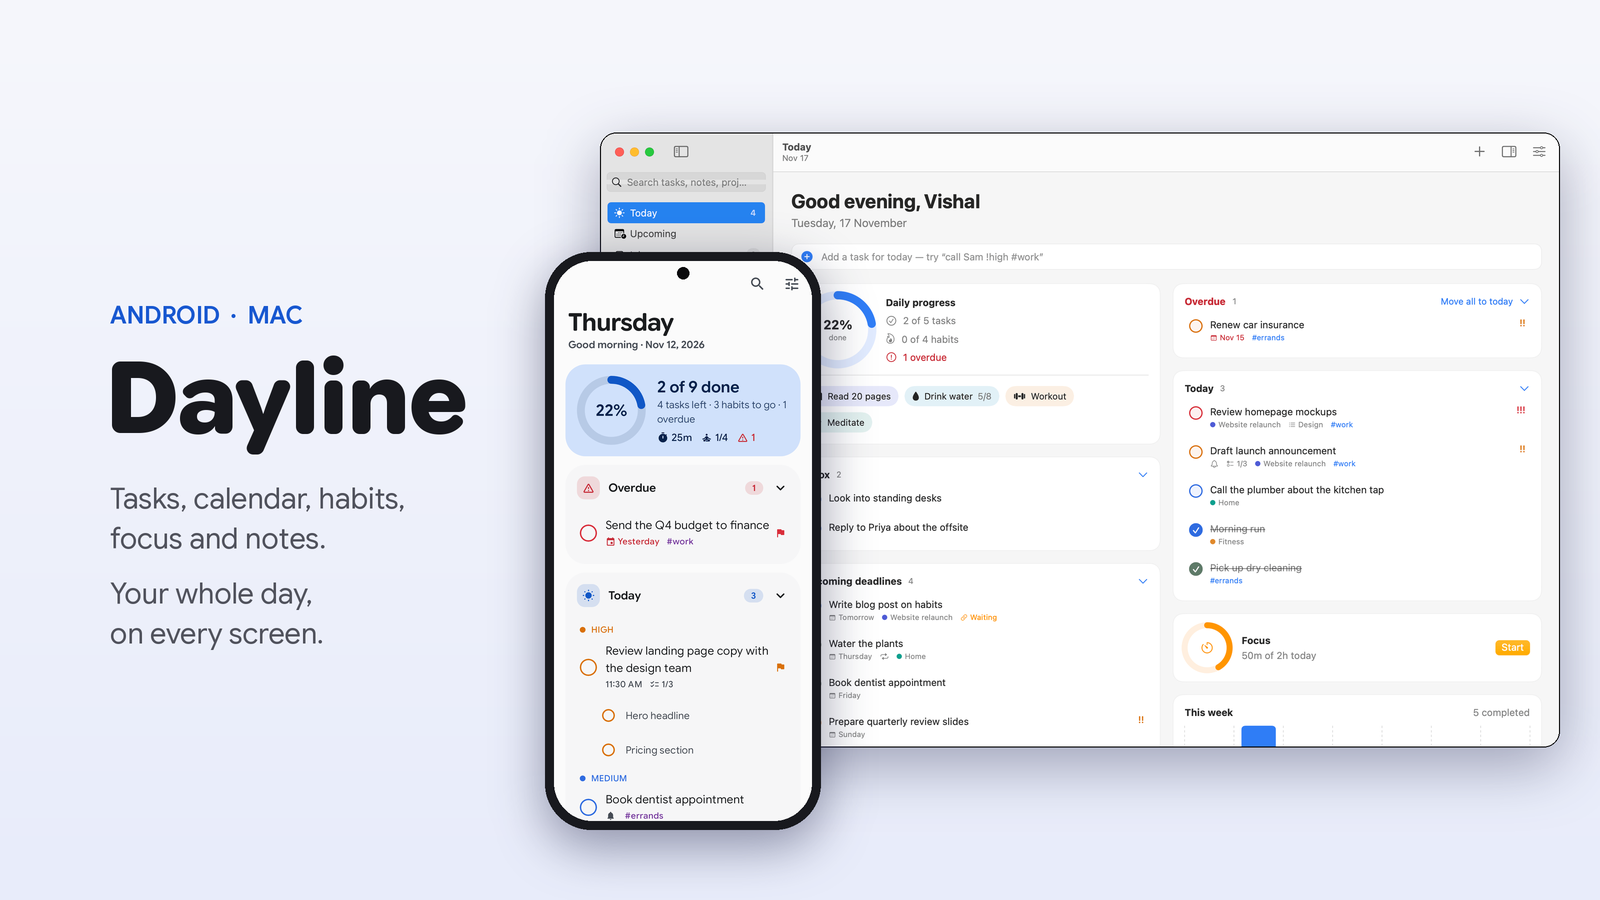 ANDROID · MAC
Dayline
Tasks, calendar, habits,
focus and notes.
Your whole day,
on every screen.
Search tasks, notes, proj...
Today 4
Upcoming
Today
Nov 17
Good evening, Vishal
Tuesday, 17 November
Add a task for today — try “call Sam !high #work”
22%
done
Daily progress
2 of 5 tasks
0 of 4 habits
1 overdue
Read 20 pages
Drink water 5/8
Workout
Meditate
2
Look into standing desks
Reply to Priya about the offsite
deadlines 4
Write blog post on habits
Tomorrow Website relaunch Waiting
Water the plants
Thursday Home
Book dentist appointment
Friday
Prepare quarterly review slides !!
Sunday
Overdue 1 Move all to today
Renew car insurance !!
Nov 15 #errands
Today 3
Review homepage mockups !!!
Website relaunch Design #work
Draft launch announcement !!
1/3 Website relaunch #work
Call the plumber about the kitchen tap
Home
Morning run
Fitness
Pick up dry cleaning
#errands
Focus
50m of 2h today
Start
This week 5 completed
Thursday
Good morning · Nov 12, 2026
22%
2 of 9 done
4 tasks left · 3 habits to go · 1
overdue
25m 1/4 1
Overdue 1
Send the Q4 budget to finance
Yesterday #work
Today 3
HIGH
Review landing page copy with
the design team
11:30 AM 1/3
Hero headline
Pricing section
MEDIUM
Book dentist appointment
#errands